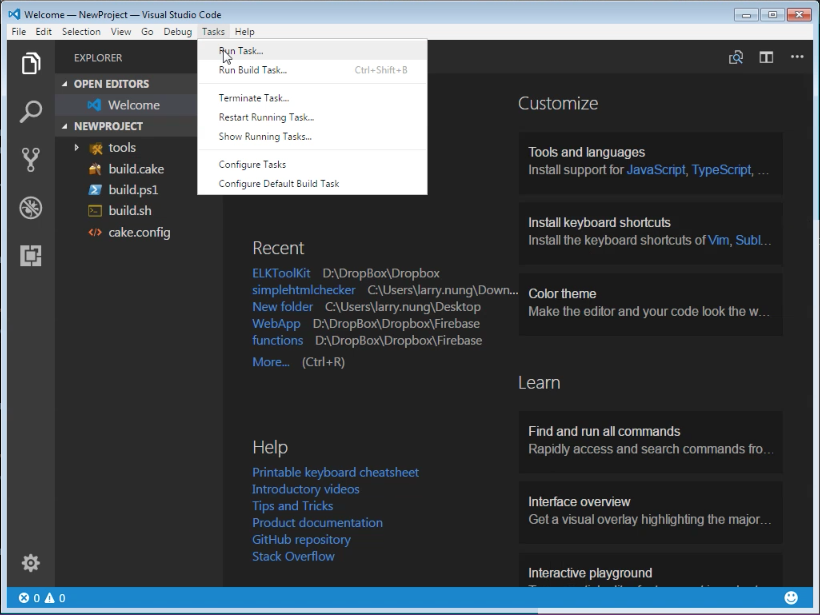 Welcome — NewProject — Visual Studio Code
File Edit Selection View Go Debug Tasks Help
Run Task...
Run Build Task... Ctrl+Shift+B
Terminate Task...
Restart Running Task...
Show Running Tasks...
Configure Tasks
Configure Default Build Task
EXPLORER
OPEN EDITORS
Welcome
NEWPROJECT
tools
build.cake
build.ps1
build.sh
cake.config
Recent
ELKToolKit D:\DropBox\Dropbox
simplehtmlchecker C:\Users\larry.nung\Down...
New folder C:\Users\larry.nung\Desktop
WebApp D:\DropBox\Dropbox\Firebase
functions D:\DropBox\Dropbox\Firebase
More... (Ctrl+R)
Help
Printable keyboard cheatsheet
Introductory videos
Tips and Tricks
Product documentation
GitHub repository
Stack Overflow
Customize
Tools and languages
Install support for JavaScript, TypeScript, ...
Install keyboard shortcuts
Install the keyboard shortcuts of Vim, Subl...
Color theme
Make the editor and your code look the w...
Learn
Find and run all commands
Rapidly access and search commands fro...
Interface overview
Get a visual overlay highlighting the major...
Interactive playground
0 0